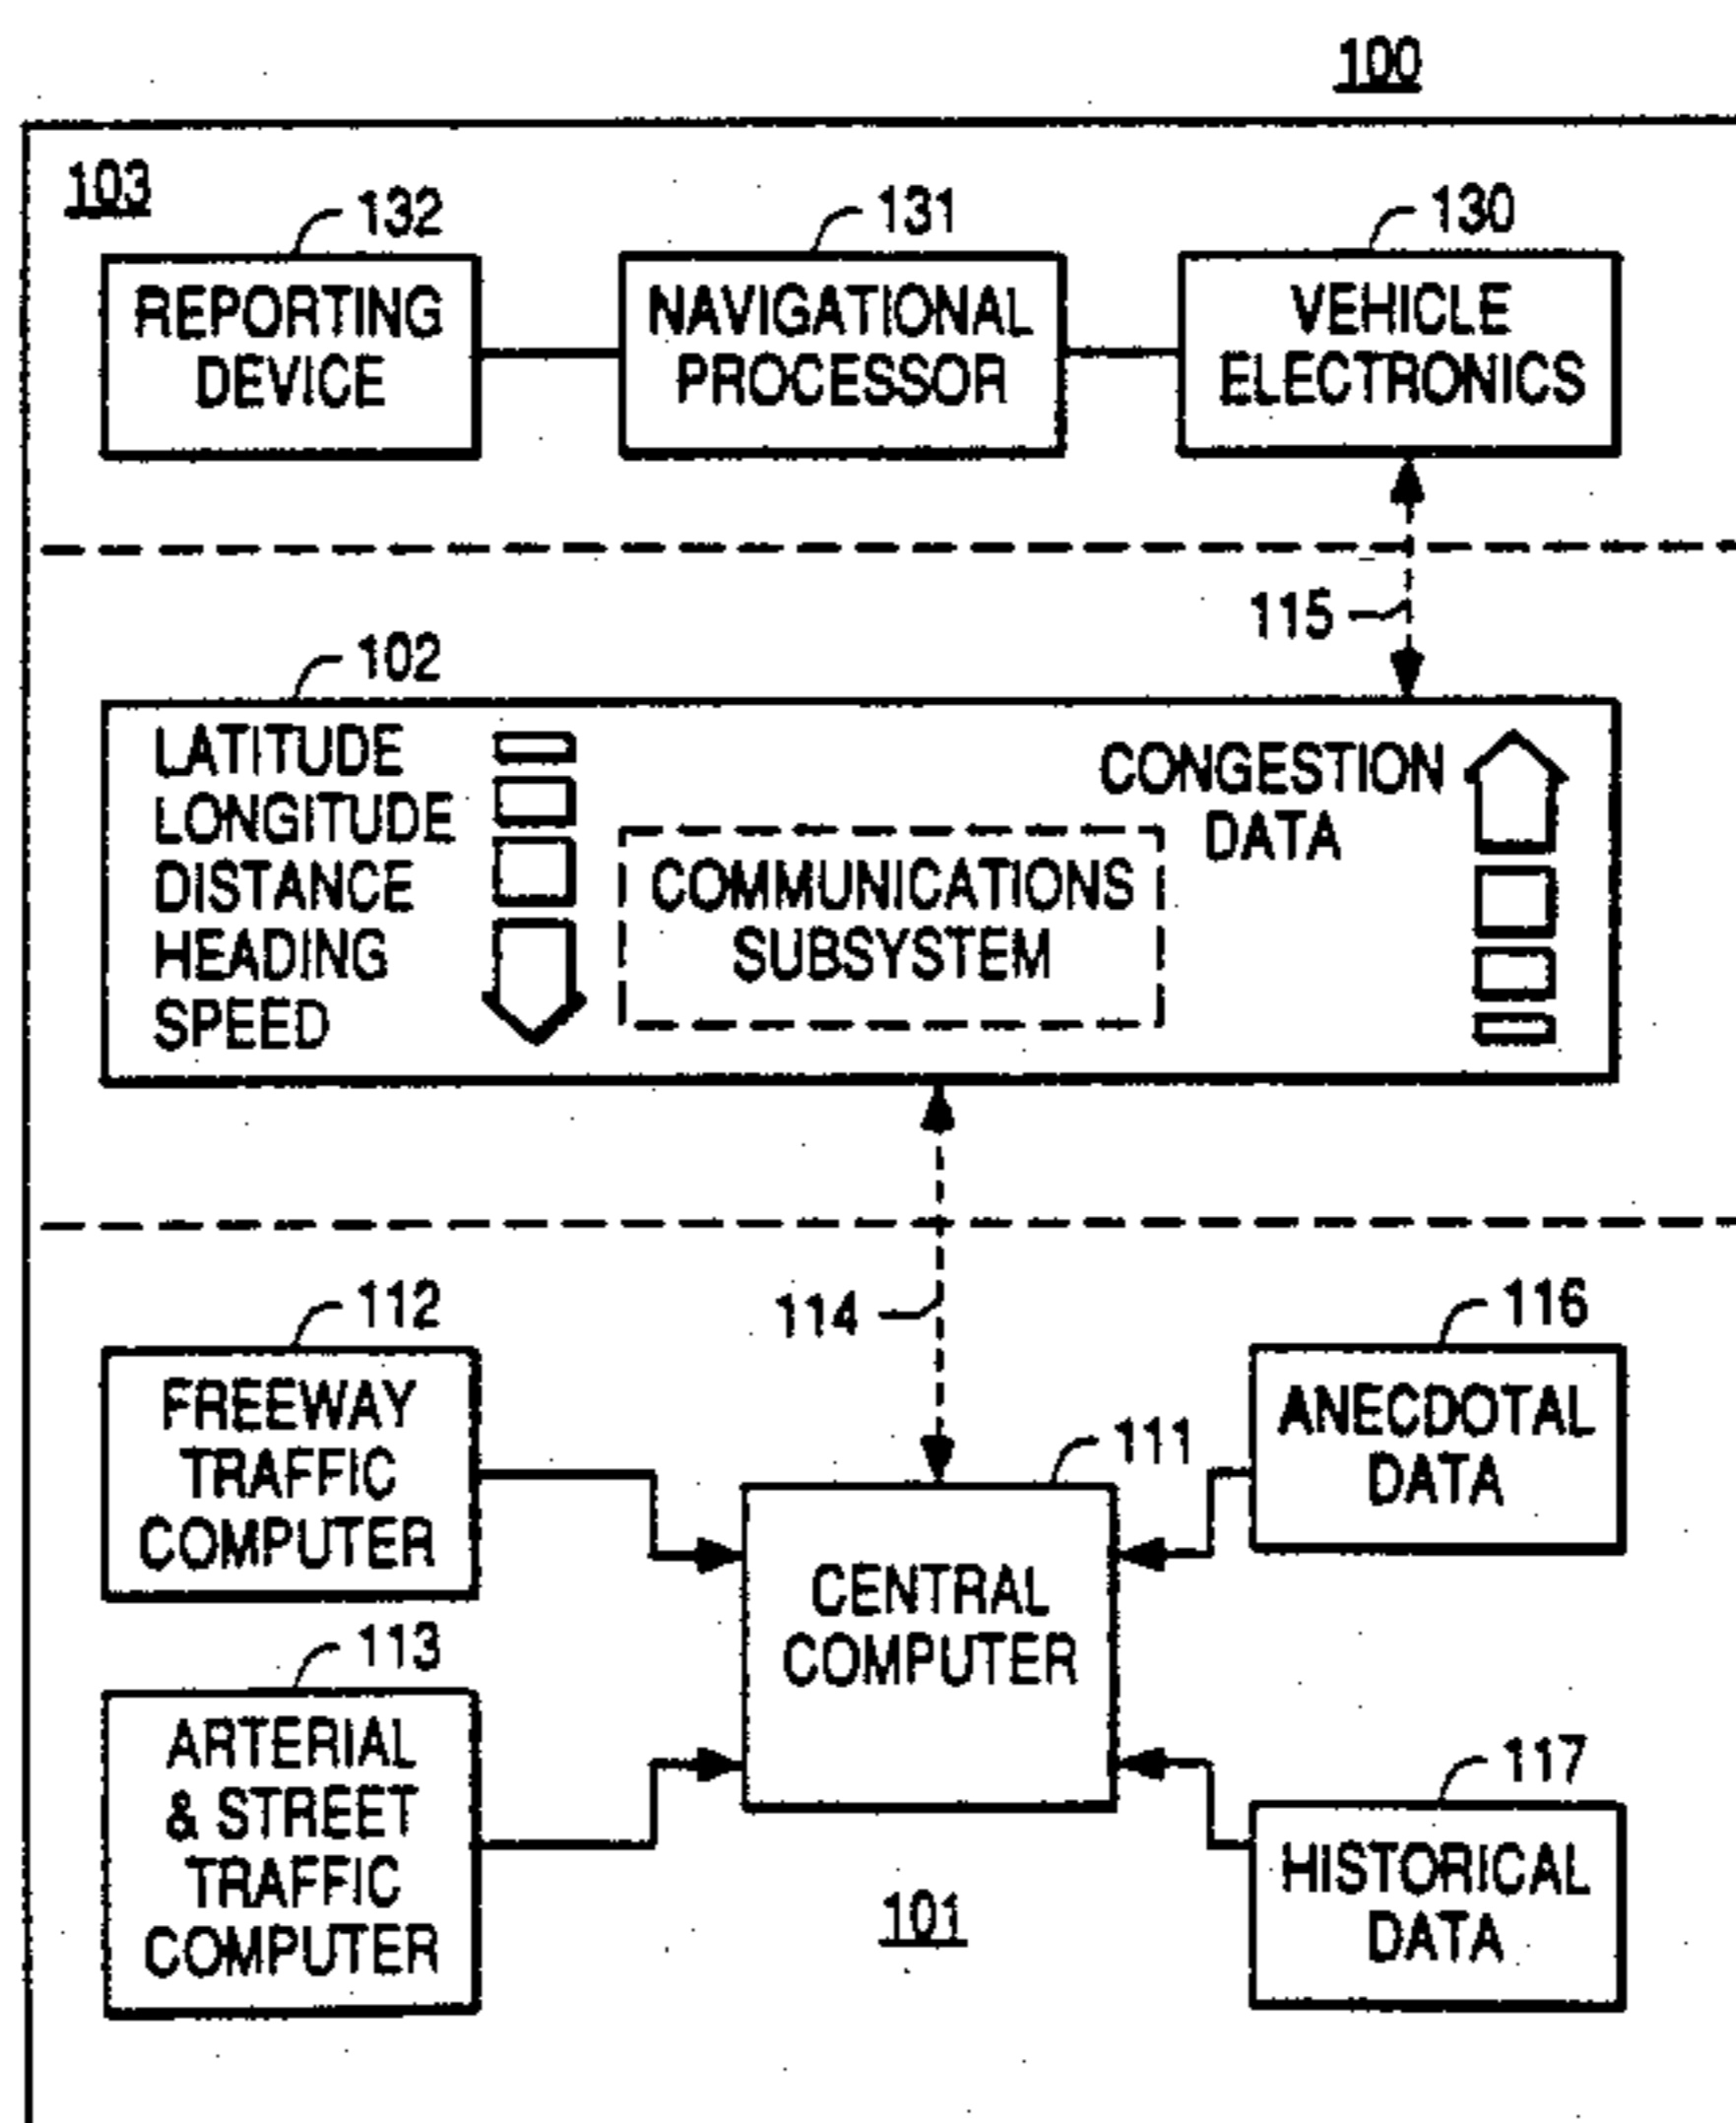 100
103
132
131
130
REPORTING
DEVICE
NAVIGATIONAL
PROCESSOR
VEHICLE
ELECTRONICS
115
102
LATITUDE
LONGITUDE
DISTANCE
HEADING
SPEED
COMMUNICATIONS
SUBSYSTEM
CONGESTION
DATA
114
112
FREEWAY
TRAFFIC
COMPUTER
116
ANECDOTAL
DATA
111
CENTRAL
COMPUTER
113
ARTERIAL
& STREET
TRAFFIC
COMPUTER
117
HISTORICAL
DATA
101